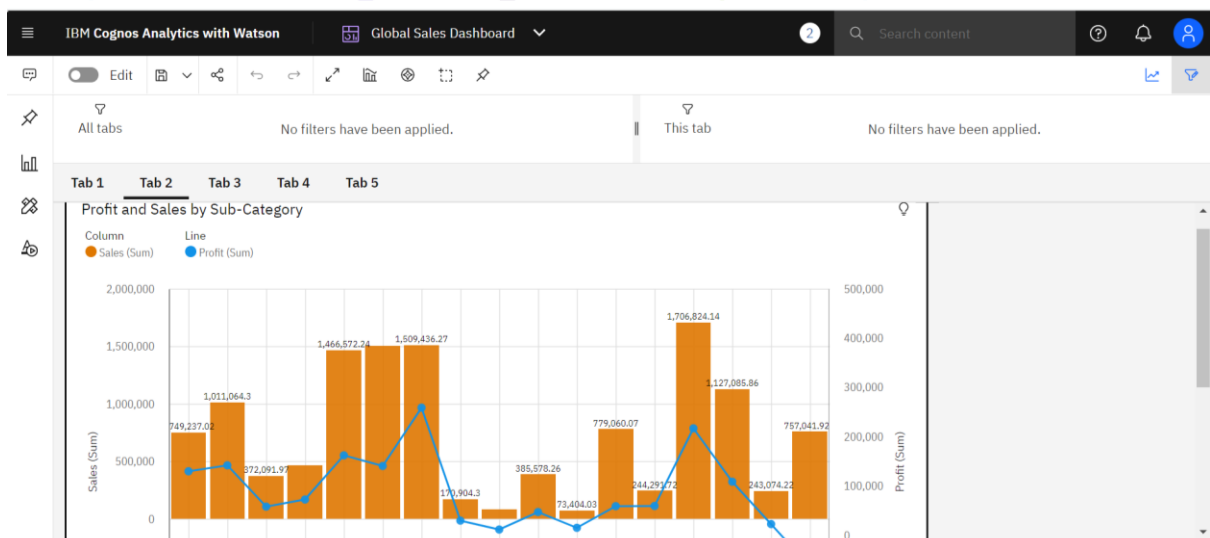 IBM Cognos Analytics with Watson Global Sales Dashboard 2 Search content
Edit
All tabs No filters have been applied. This tab No filters have been applied.
Tab 1 Tab 2 Tab 3 Tab 4 Tab 5
Profit and Sales by Sub-Category
Column Line
Sales (Sum) Profit (Sum)
2,000,000 500,000
1,706,824.14
1,500,000 1,466,572.24 1,509,436.27 400,000
1,127,085.86
300,000
1,011,064.3
1,000,000
749,237.02 779,060.07 757,041.92
200,000
500,000 372,091.97 385,578.26
170,904.3 73,404.03 244,291.72 243,074.22
100,000
0
0
Sales (Sum)
Profit (Sum)